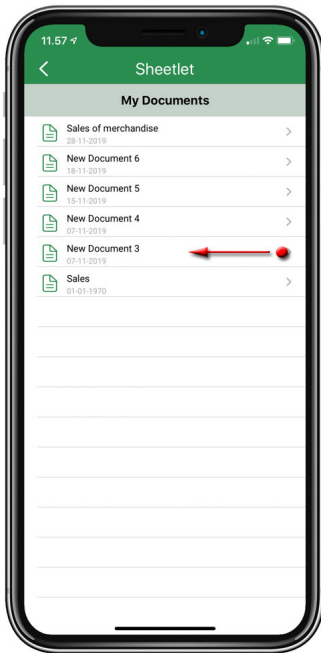 11.57
Sheetlet
My Documents
Sales of merchandise
28-11-2019
New Document 6
18-11-2019
New Document 5
15-11-2019
New Document 4
07-11-2019
New Document 3
07-11-2019
Sales
01-01-1970